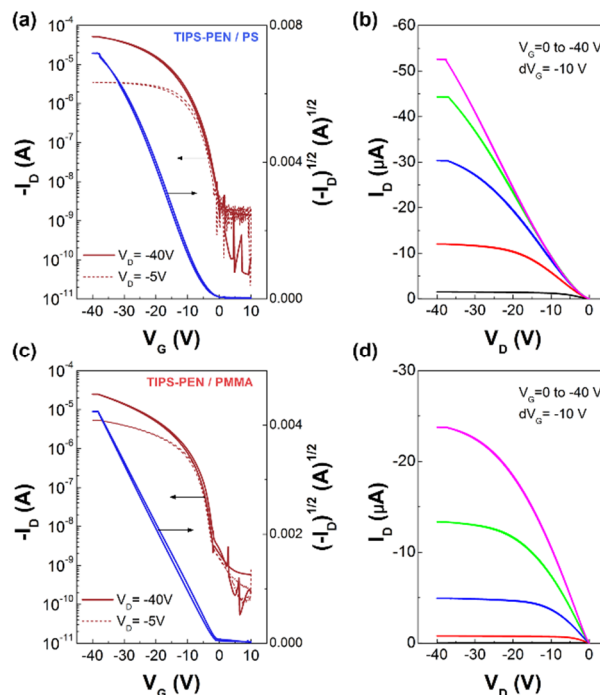 (a)
TIPS-PEN / PS
10⁻⁴
10⁻⁵
10⁻⁶
10⁻⁷
10⁻⁸
10⁻⁹
10⁻¹⁰
10⁻¹¹
-I_D (A)
V_D= -40V
V_D= -5V
0.008
0.004
0.000
(-I_D)^1/2 (A)^1/2
-40 -30 -20 -10 0 10
V_G (V)
(b)
V_G=0 to -40 V
dV_G= -10 V
-60
-50
-40
-30
-20
-10
0
I_D (µA)
-40 -30 -20 -10 0
V_D (V)
(c)
TIPS-PEN / PMMA
10⁻⁴
10⁻⁵
10⁻⁶
10⁻⁷
10⁻⁸
10⁻⁹
10⁻¹⁰
10⁻¹¹
-I_D (A)
V_D= -40V
V_D= -5V
0.004
0.002
0.000
(-I_D)^1/2 (A)^1/2
-40 -30 -20 -10 0 10
V_G (V)
(d)
V_G=0 to -40 V
dV_G= -10 V
-30
-20
-10
0
I_D (µA)
-40 -30 -20 -10 0
V_D (V)